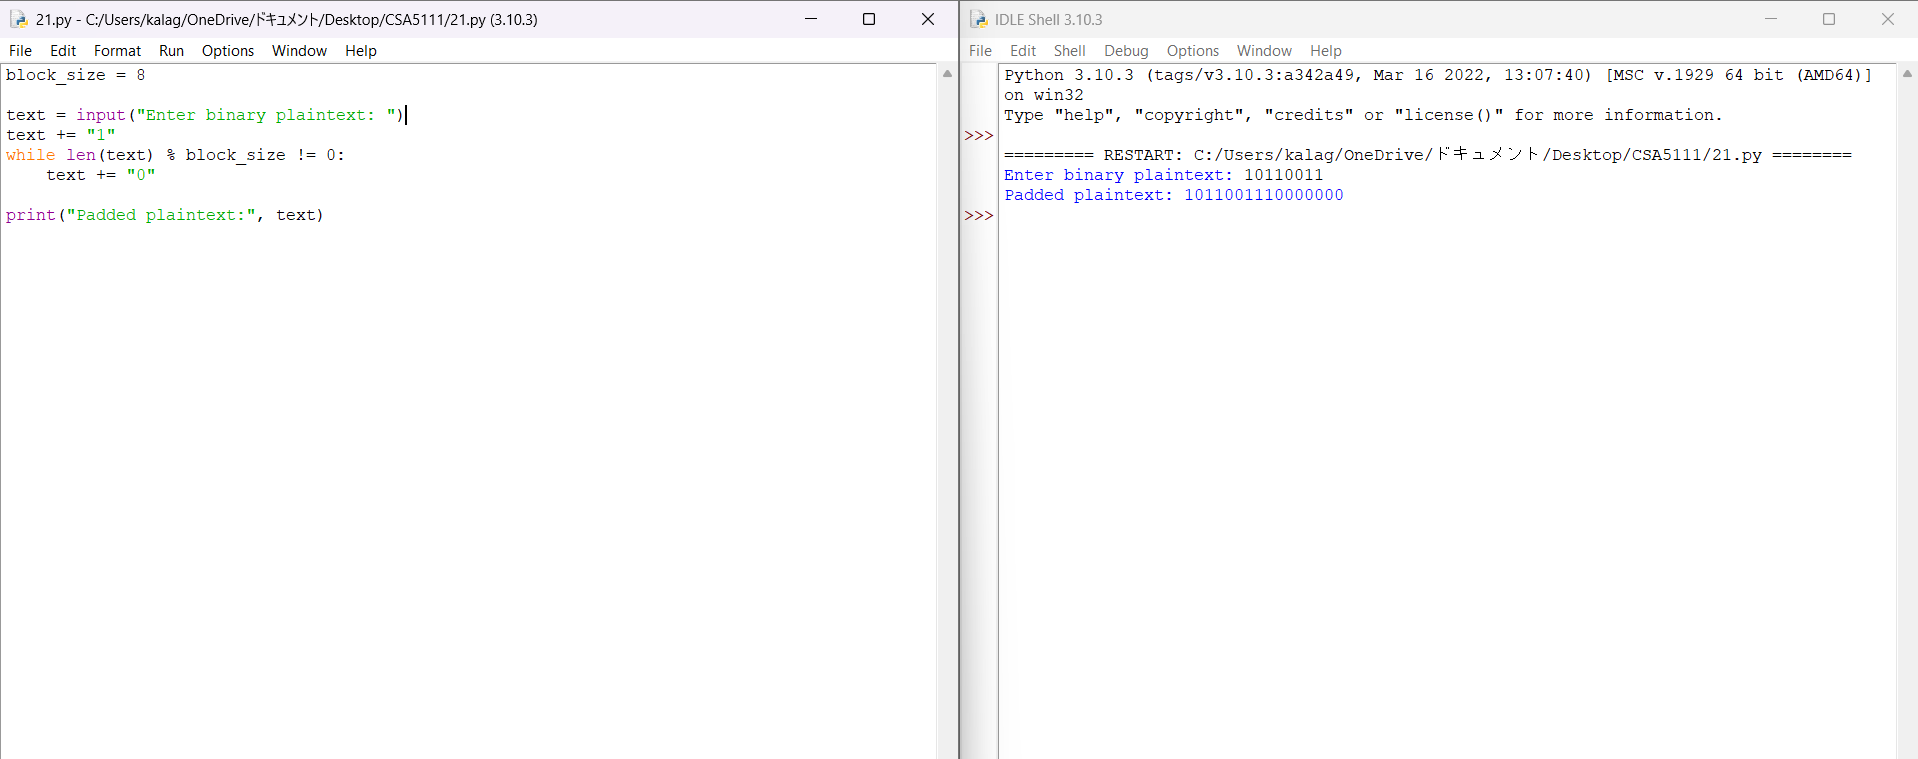 21.py - C:/Users/kalag/OneDrive/ドキュメント/Desktop/CSA5111/21.py (3.10.3)
File Edit Format Run Options Window Help
block_size = 8
text = input("Enter binary plaintext: ")
text += "1"
while len(text) % block_size != 0:
    text += "0"
print("Padded plaintext:", text)
IDLE Shell 3.10.3
File Edit Shell Debug Options Window Help
Python 3.10.3 (tags/v3.10.3:a342a49, Mar 16 2022, 13:07:40) [MSC v.1929 64 bit (AMD64)]
on win32
Type "help", "copyright", "credits" or "license()" for more information.
>>>
========= RESTART: C:/Users/kalag/OneDrive/ドキュメント/Desktop/CSA5111/21.py ========
Enter binary plaintext: 10110011
Padded plaintext: 1011001110000000
>>>